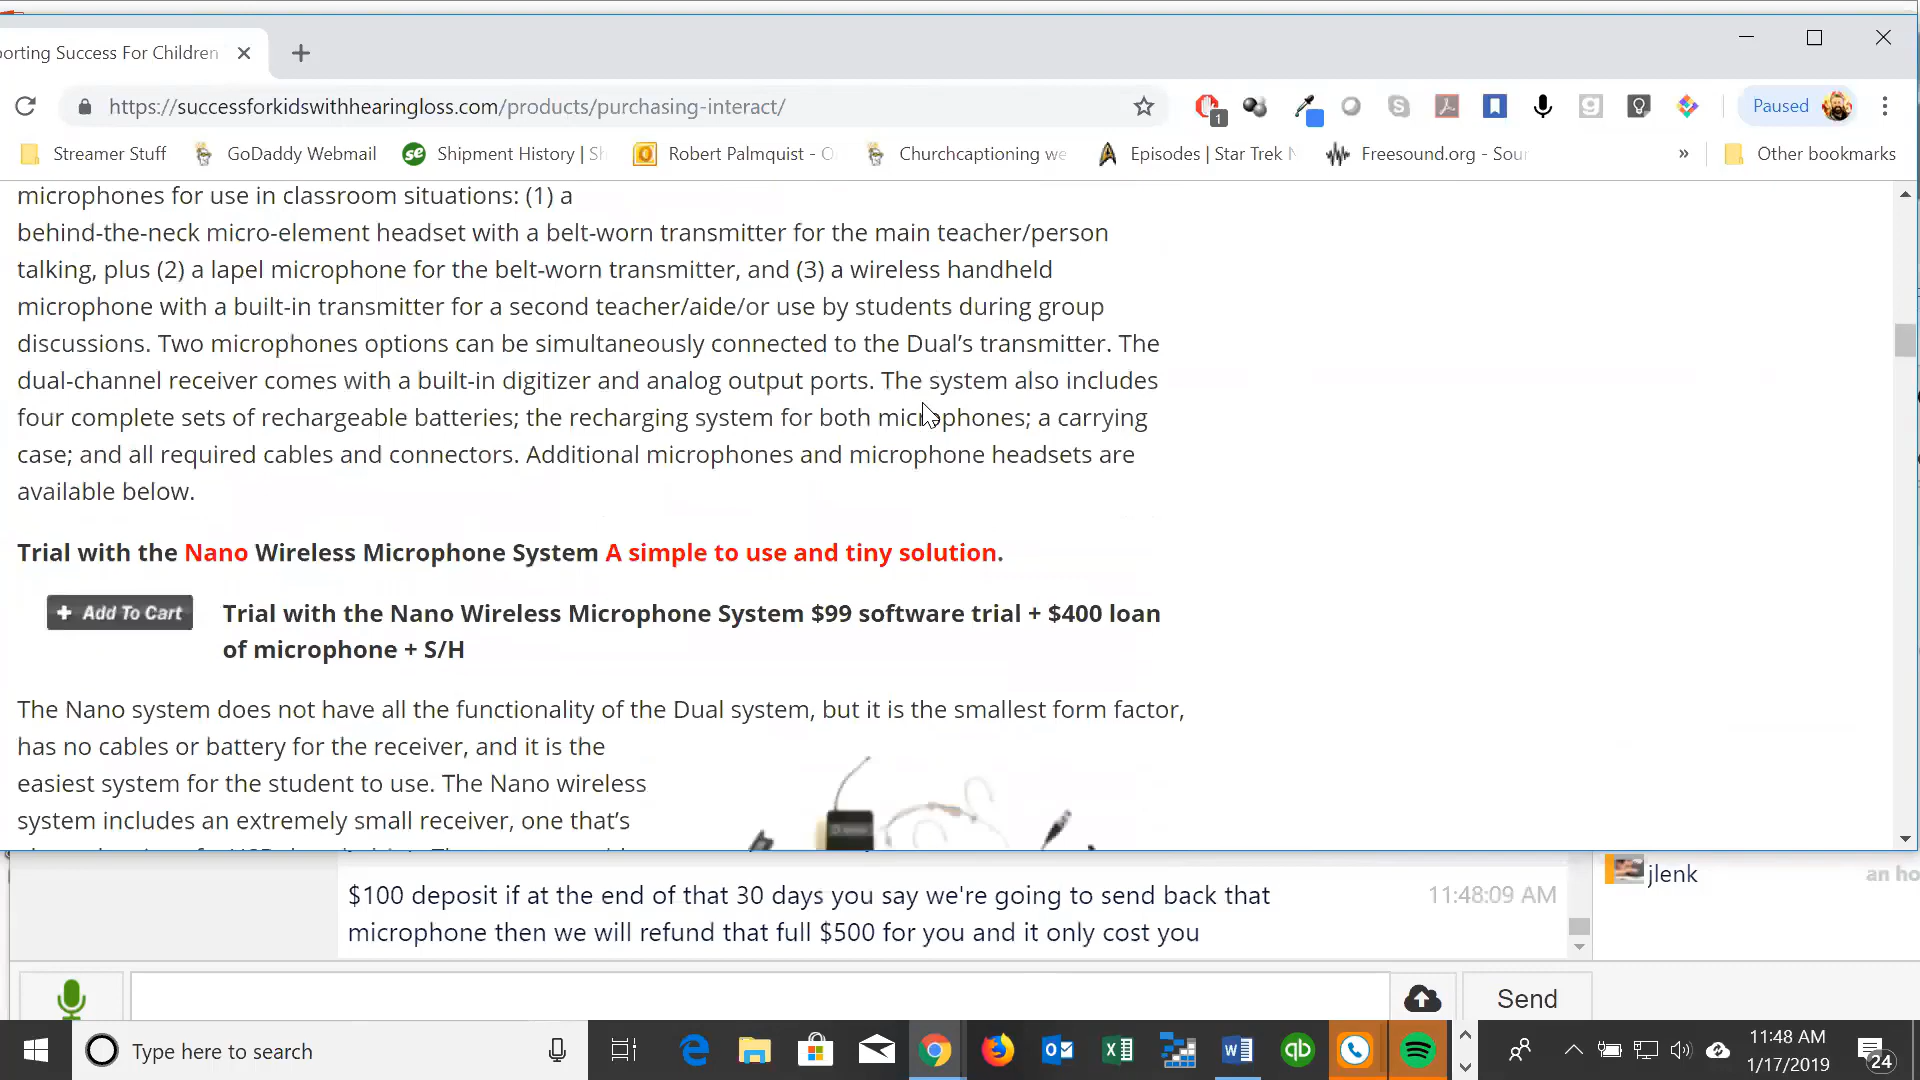 orting Success For Children
https://successforkidswithhearingloss.com/products/purchasing-interact/
1
Paused
Streamer Stuff
GoDaddy Webmail
Shipment History | S
Robert Palmquist - O
Churchcaptioning we
Episodes | Star Trek N
Freesound.org - Sou
»
Other bookmarks
microphones for use in classroom situations: (1) a
behind-the-neck micro-element headset with a belt-worn transmitter for the main teacher/person
talking, plus (2) a lapel microphone for the belt-worn transmitter, and (3) a wireless handheld
microphone with a built-in transmitter for a second teacher/aide/or use by students during group
discussions. Two microphones options can be simultaneously connected to the Dual's transmitter. The
dual-channel receiver comes with a built-in digitizer and analog output ports. The system also includes
four complete sets of rechargeable batteries; the recharging system for both microphones; a carrying
case; and all required cables and connectors. Additional microphones and microphone headsets are
available below.
Trial with the Nano Wireless Microphone System A simple to use and tiny solution.
+ Add To Cart
Trial with the Nano Wireless Microphone System $99 software trial + $400 loan
of microphone + S/H
The Nano system does not have all the functionality of the Dual system, but it is the smallest form factor,
has no cables or battery for the receiver, and it is the
easiest system for the student to use. The Nano wireless
system includes an extremely small receiver, one that's
$100 deposit if at the end of that 30 days you say we're going to send back that
microphone then we will refund that full $500 for you and it only cost you
11:48:09 AM
jlenk
an ho
Send
Type here to search
11:48 AM
1/17/2019
24